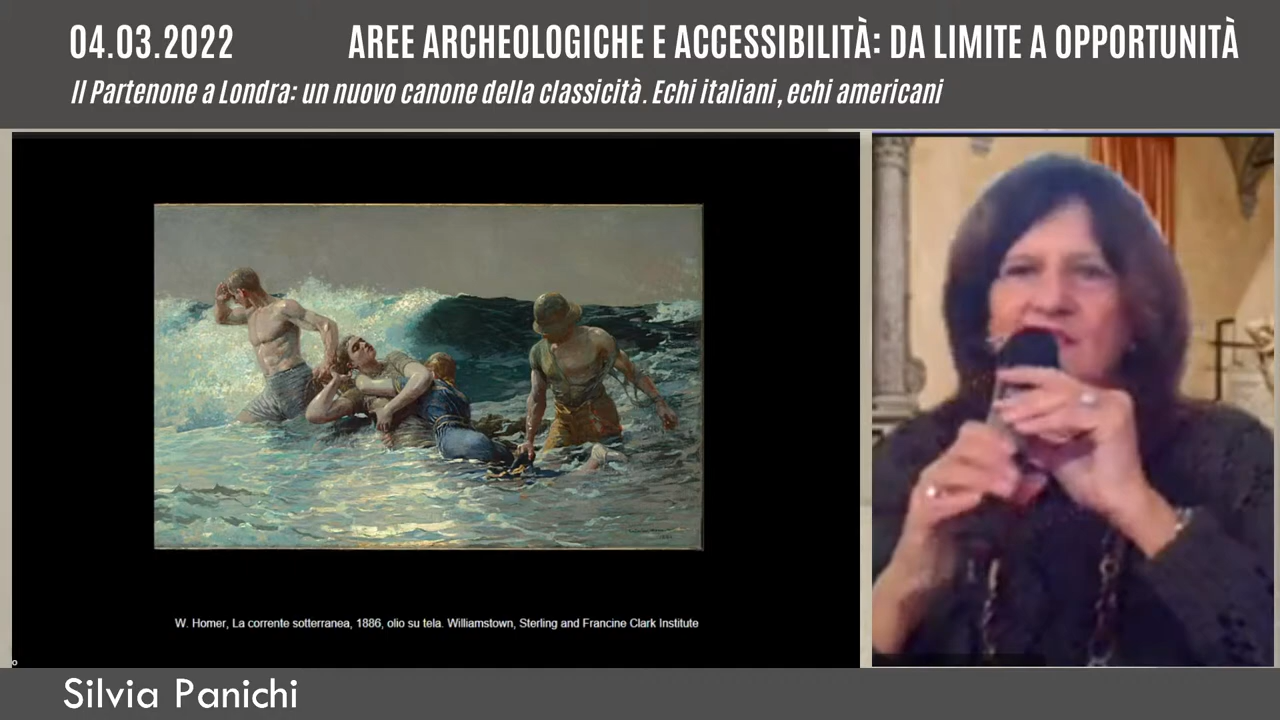 04.03.2022
AREE ARCHEOLOGICHE E ACCESSIBILITÀ: DA LIMITE A OPPORTUNITÀ
Il Partenone a Londra: un nuovo canone della classicità. Echi italiani, echi americani
W. Homer, La corrente sotterranea, 1886, olio su tela. Williamstown, Sterling and Francine Clark Institute
o
Silvia Panichi